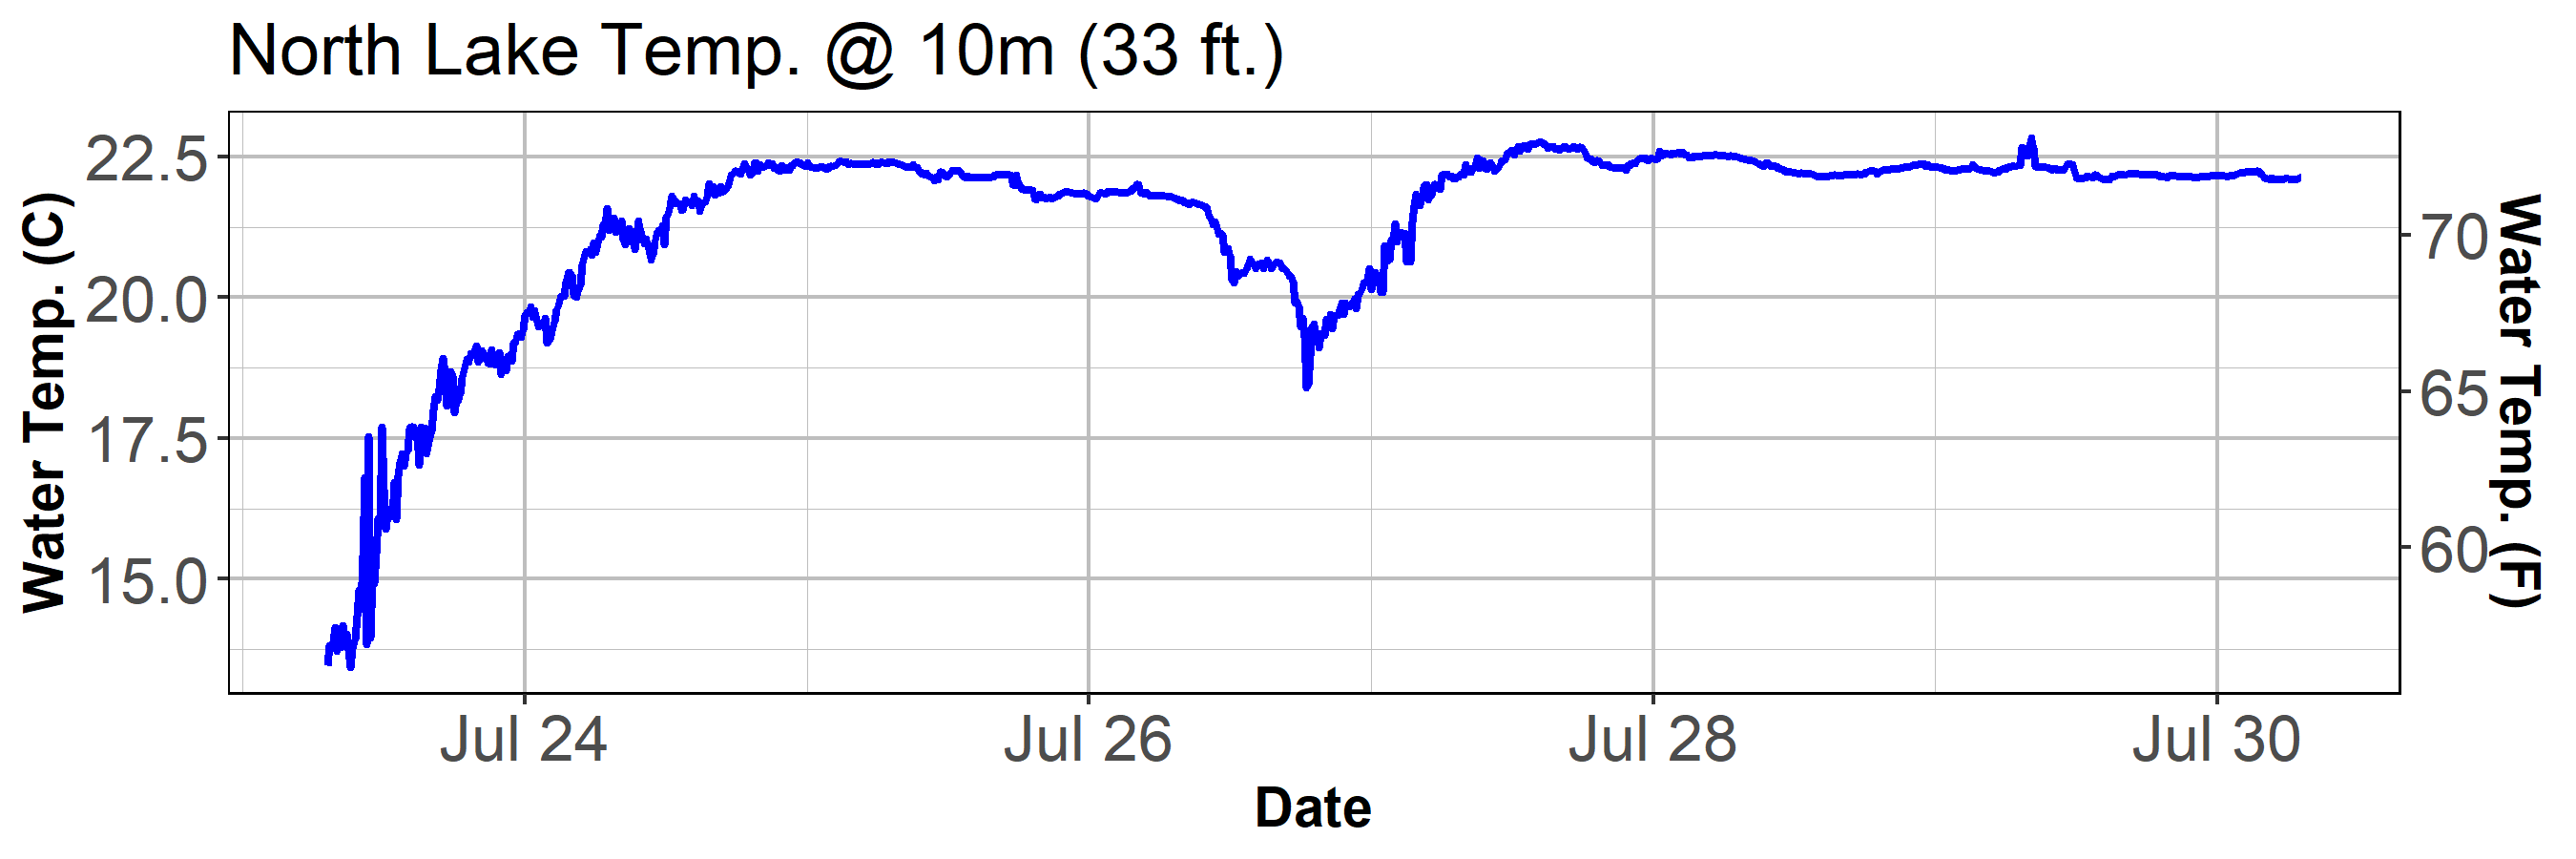 North Lake Temp. @ 10m (33 ft.)
Water Temp. (C)
22.5
20.0
17.5
15.0
70
65
60
Water Temp. (F)
Jul 24
Jul 26
Jul 28
Jul 30
Date